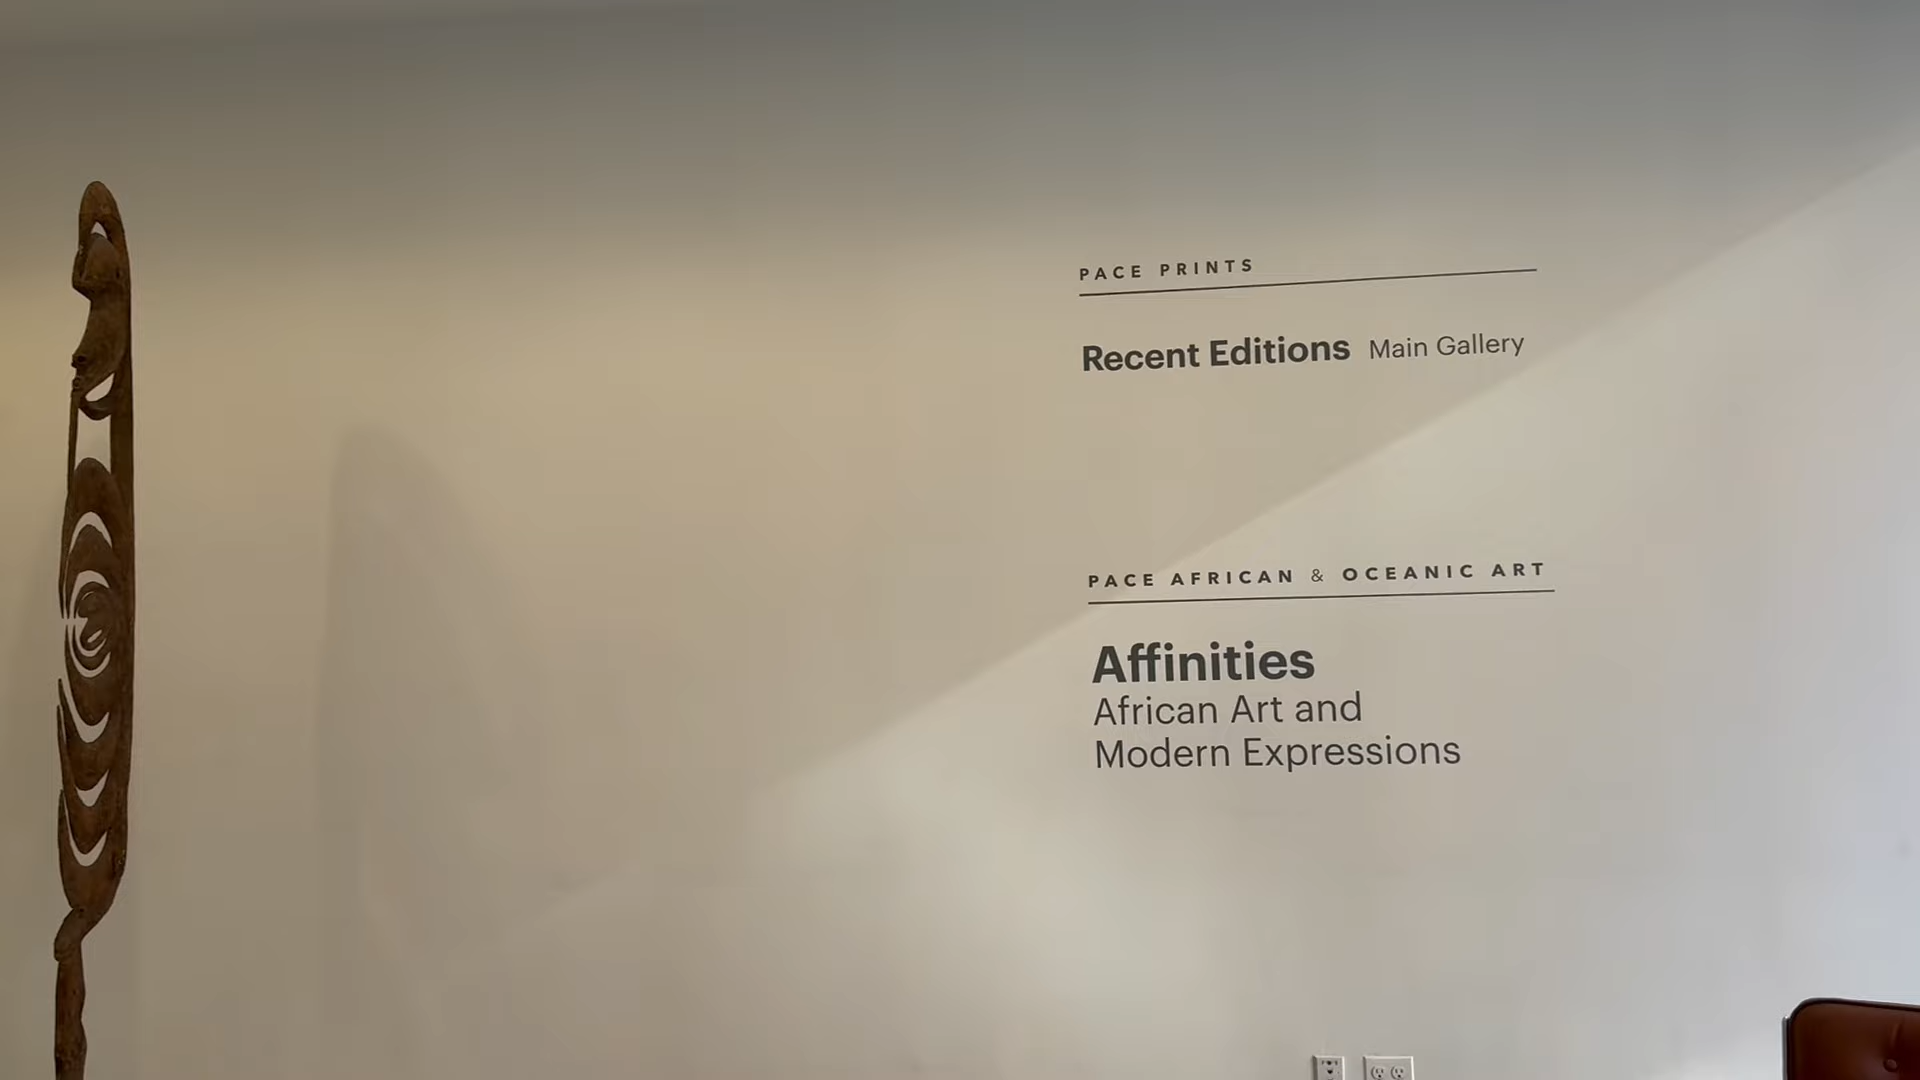 PACE PRINTS
Recent Editions Main Gallery
PACE AFRICAN & OCEANIC ART
Affinities
African Art and
Modern Expressions